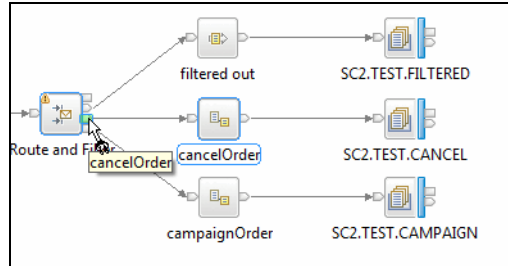 filtered out
SC2.TEST.FILTERED
Route and Filter
cancelOrder
cancelOrder
SC2.TEST.CANCEL
campaignOrder
SC2.TEST.CAMPAIGN